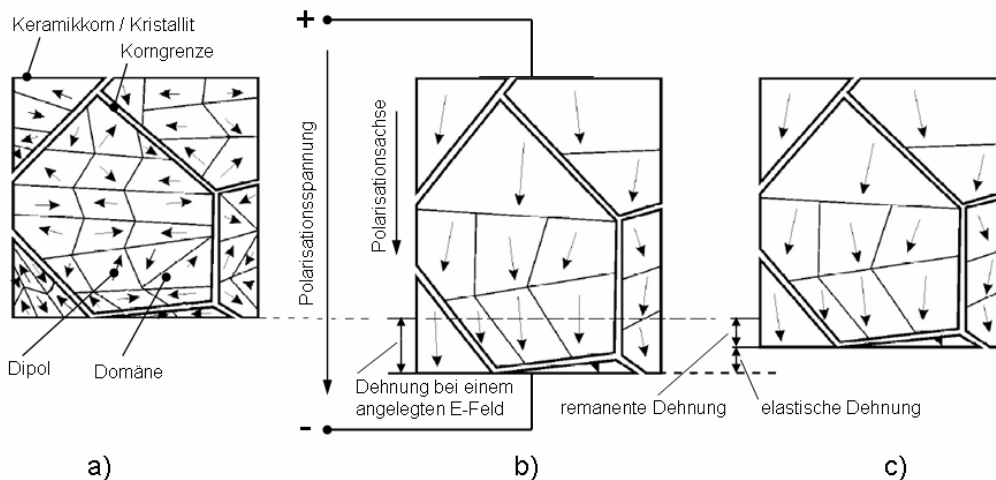 Keramikkorn / Kristallit
Korngrenze
+
Polarisationsspannung
Polarisationsachse
Dipol
Domäne
-
Dehnung bei einem
angelegten E-Feld
remanente Dehnung
elastische Dehnung
a)
b)
c)